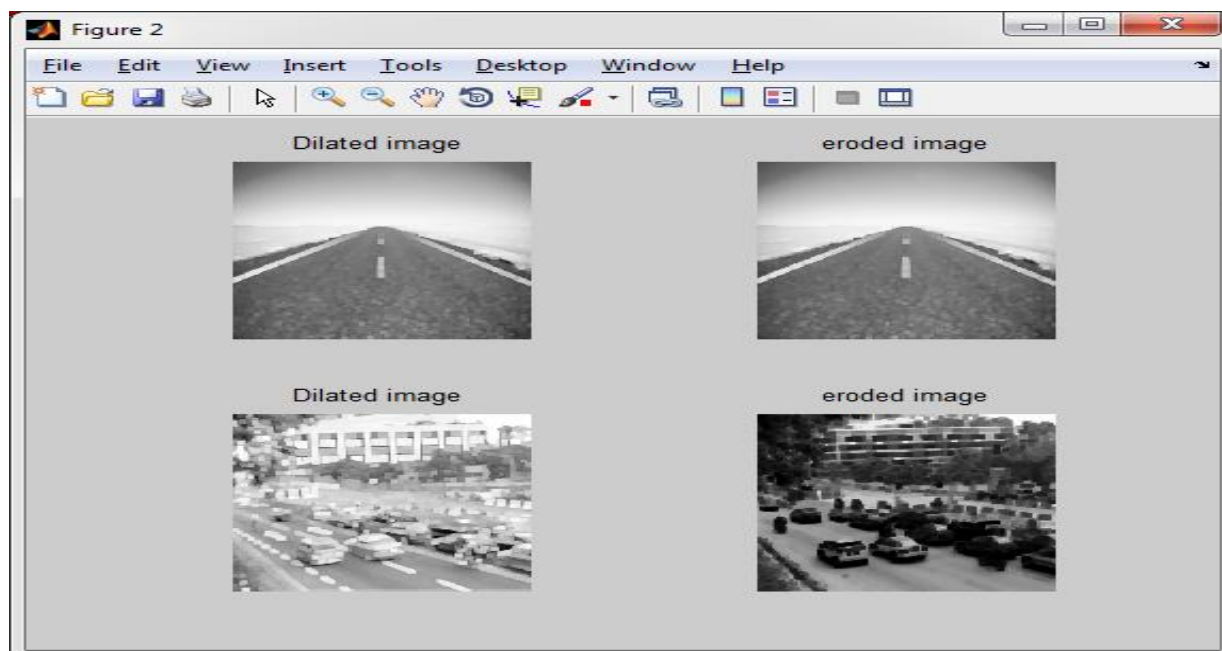 Figure 2
File Edit View Insert Tools Desktop Window Help
Dilated image eroded image
Dilated image eroded image